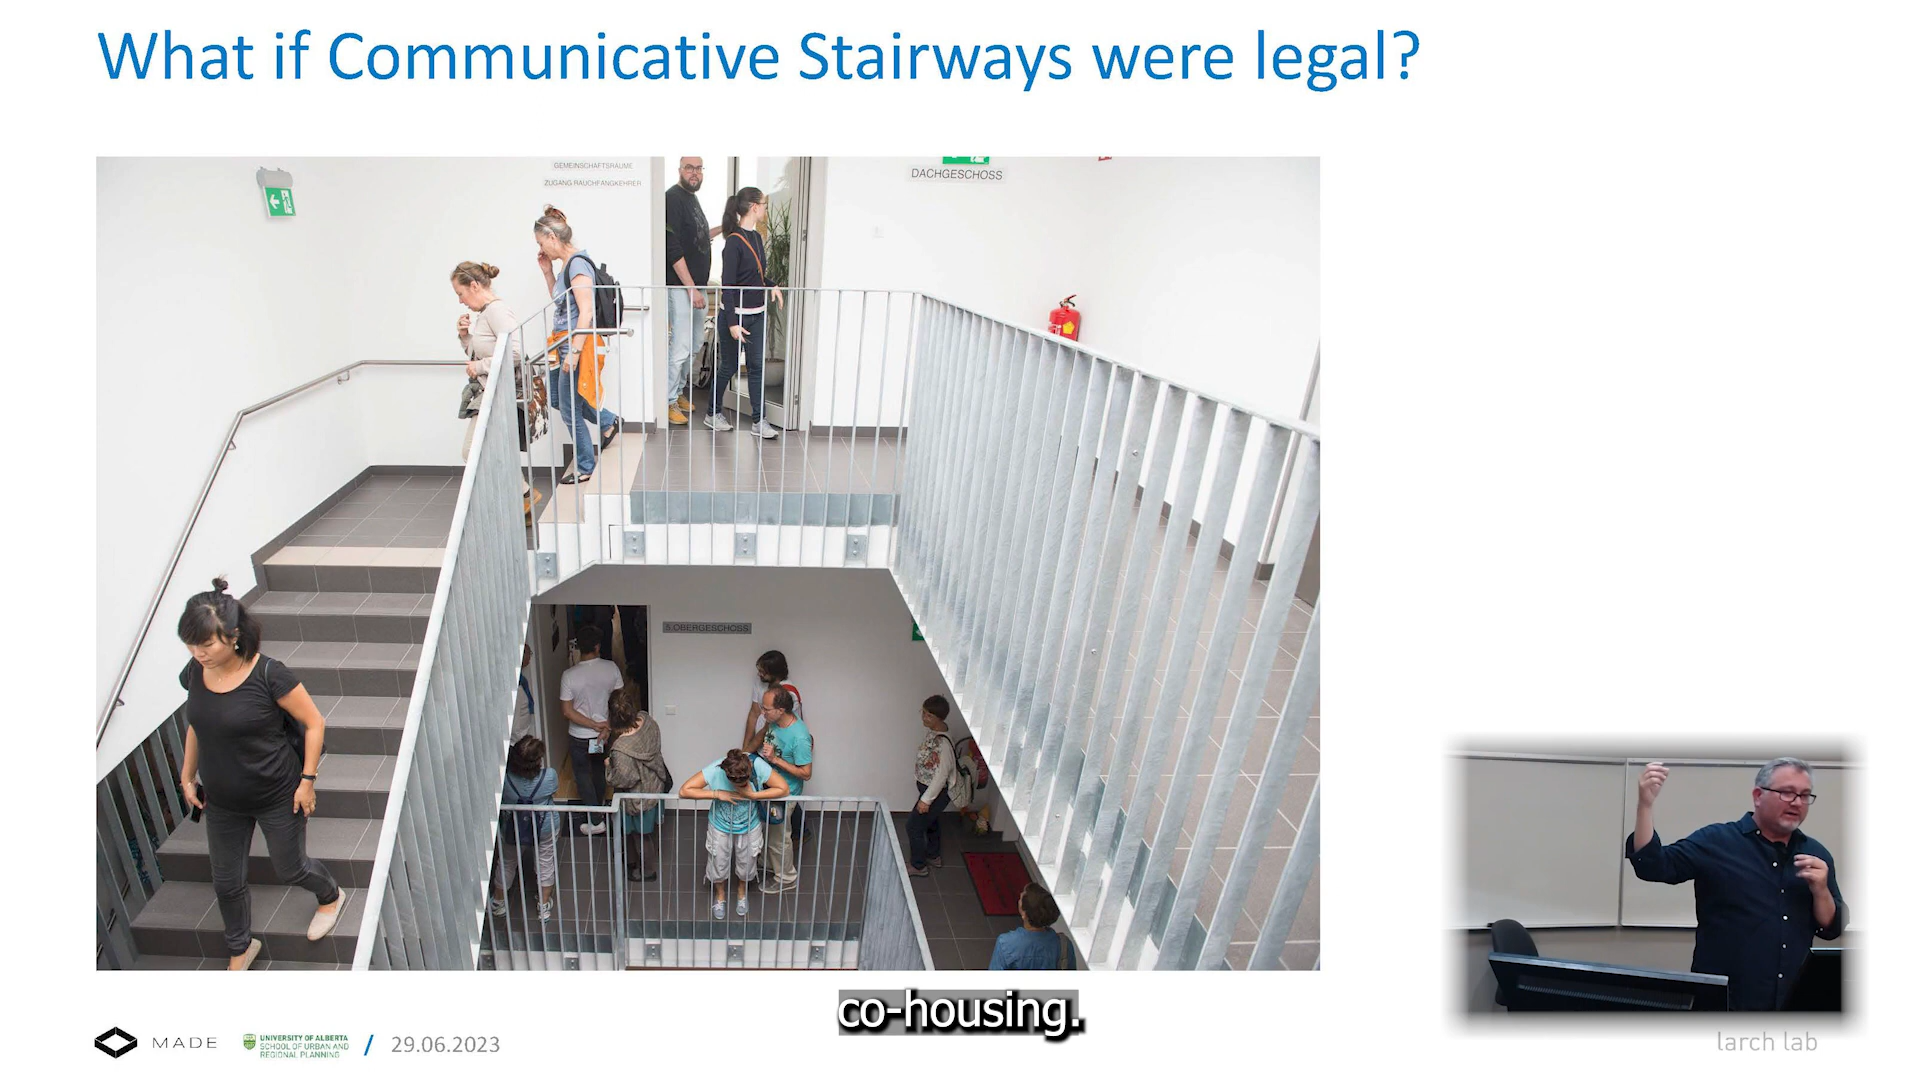 What if Communicative Stairways were legal?
GEMEINSCHAFTSRÄUME
ZUGANG RAUCHFANGKEHRER
DACHGESCHOSS
5.OBERGESCHOSS
co-housing.
MADE
UNIVERSITY OF ALBERTA
SCHOOL OF URBAN AND
REGIONAL PLANNING
/ 29.06.2023
larch lab